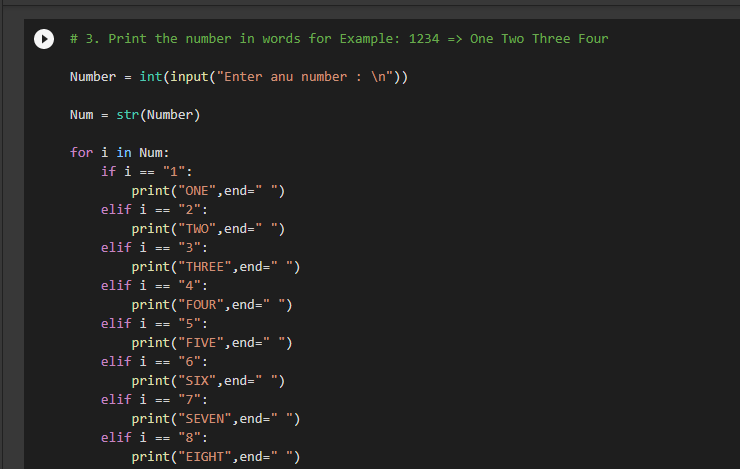 # 3. Print the number in words for Example: 1234 => One Two Three Four
Number = int(input("Enter anu number : \n"))
Num = str(Number)
for i in Num:
    if i == "1":
        print("ONE",end=" ")
    elif i == "2":
        print("TWO",end=" ")
    elif i == "3":
        print("THREE",end=" ")
    elif i == "4":
        print("FOUR",end=" ")
    elif i == "5":
        print("FIVE",end=" ")
    elif i == "6":
        print("SIX",end=" ")
    elif i == "7":
        print("SEVEN",end=" ")
    elif i == "8":
        print("EIGHT",end=" ")